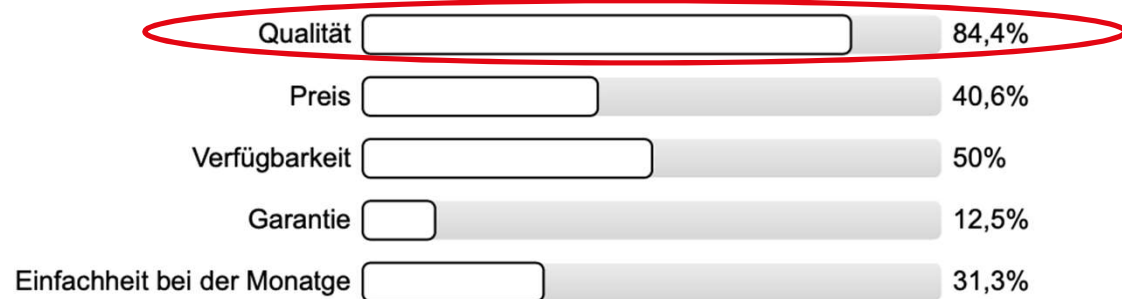 Qualität 84,4%
Preis 40,6%
Verfügbarkeit 50%
Garantie 12,5%
Einfachheit bei der Monatge 31,3%